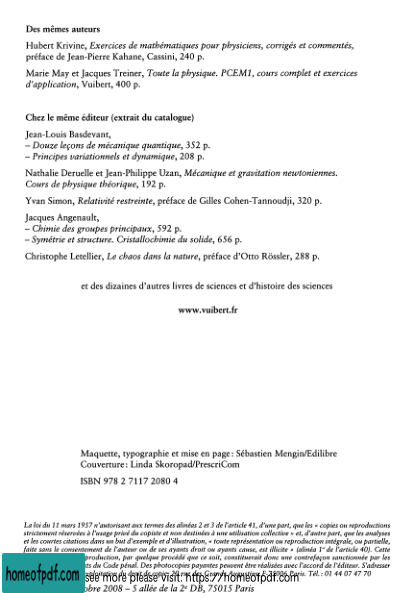 Des mêmes auteurs
Hubert Krivine, Exercices de mathématiques pour physiciens, corrigés et commentés,
préface de Jean-Pierre Kahane, Cassini, 240 p.
Marie May et Jacques Treiner, Toute la physique. PCEM1, cours complet et exercices
d'application, Vuibert, 400 p.
Chez le même éditeur (extrait du catalogue)
Jean-Louis Basdevant,
– Douze leçons de mécanique quantique, 352 p.
– Principes variationnels et dynamique, 208 p.
Nathalie Deruelle et Jean-Philippe Uzan, Mécanique et gravitation newtoniennes.
Cours de physique théorique, 192 p.
Yvan Simon, Relativité restreinte, préface de Gilles Cohen-Tannoudji, 320 p.
Jacques Angenault,
– Chimie des groupes principaux, 592 p.
– Symétrie et structure. Cristallochimie du solide, 656 p.
Christophe Letellier, Le chaos dans la nature, préface d'Otto Rössler, 288 p.
et des dizaines d'autres livres de sciences et d'histoire des sciences
www.vuibert.fr
Maquette, typographie et mise en page : Sébastien Mengin/Edilibre
Couverture : Linda Skoropad/PrescriCom
ISBN 978 2 7117 2080 4
La loi du 11 mars 1957 n'autorisant aux termes des alinéas 2 et 3 de l'article 41, d'une part, que les « copies ou reproductions
strictement réservées à l'usage privé du copiste et non destinées à une utilisation collective » et, d'autre part, que les analyses
et les courtes citations dans un but d'exemple et d'illustration, « toute représentation ou reproduction intégrale, ou partielle,
faite sans le consentement de l'auteur ou de ses ayants droit ou ayants cause, est illicite » (alinéa 1er de l'article 40). Cette
production, par quelque procédé que ce soit, constituerait donc une contrefaçon sanctionnée par les
du Code pénal. Des photocopies payantes peuvent être réalisées avec l'accord de l'éditeur. S'adresser
du droit de copie : 20 rue des Grands Augustins, F-75006 Paris. Tél. : 01 44 07 47 70
homeofpdf.com
see more please visit: https://homeofpdf.com
obre 2008 – 5 allée de la 2e DB, 75015 Paris